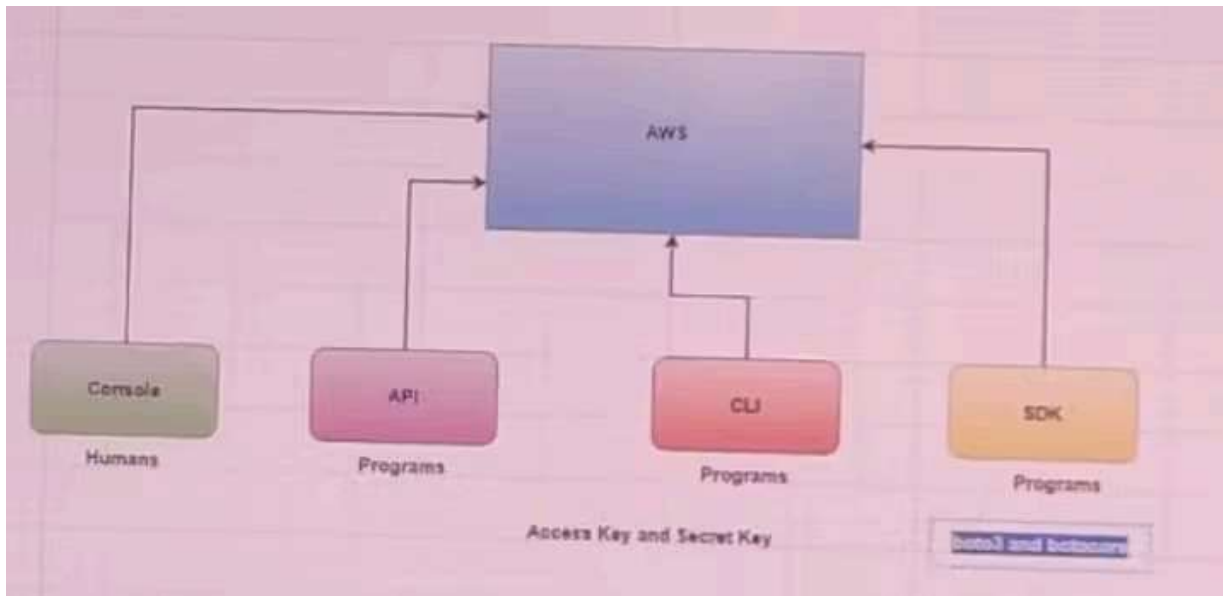 AWS
Console
API
CLI
SDK
Humans
Programs
Programs
Programs
Access Key and Secret Key
boto3 and botocore